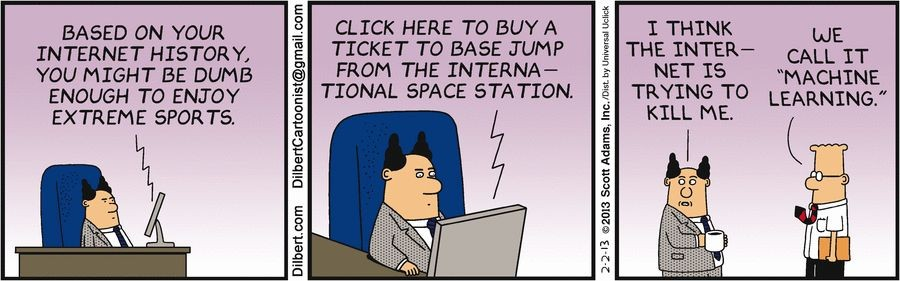 BASED ON YOUR
INTERNET HISTORY,
YOU MIGHT BE DUMB
ENOUGH TO ENJOY
EXTREME SPORTS.
Dilbert.com DilbertCartoonist@gmail.com
CLICK HERE TO BUY A
TICKET TO BASE JUMP
FROM THE INTERNA–
TIONAL SPACE STATION.
2-2-13 ©2013 Scott Adams, Inc./Dist. by Universal Uclick
I THINK
THE INTER–
NET IS
TRYING TO
KILL ME.
WE
CALL IT
"MACHINE
LEARNING."